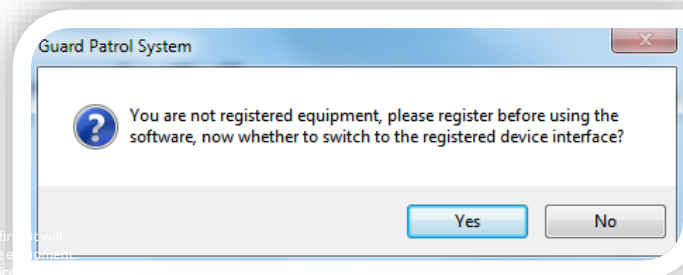 Guard Patrol System
You are not registered equipment, please register before using the
software, now whether to switch to the registered device interface?
Yes
No
will